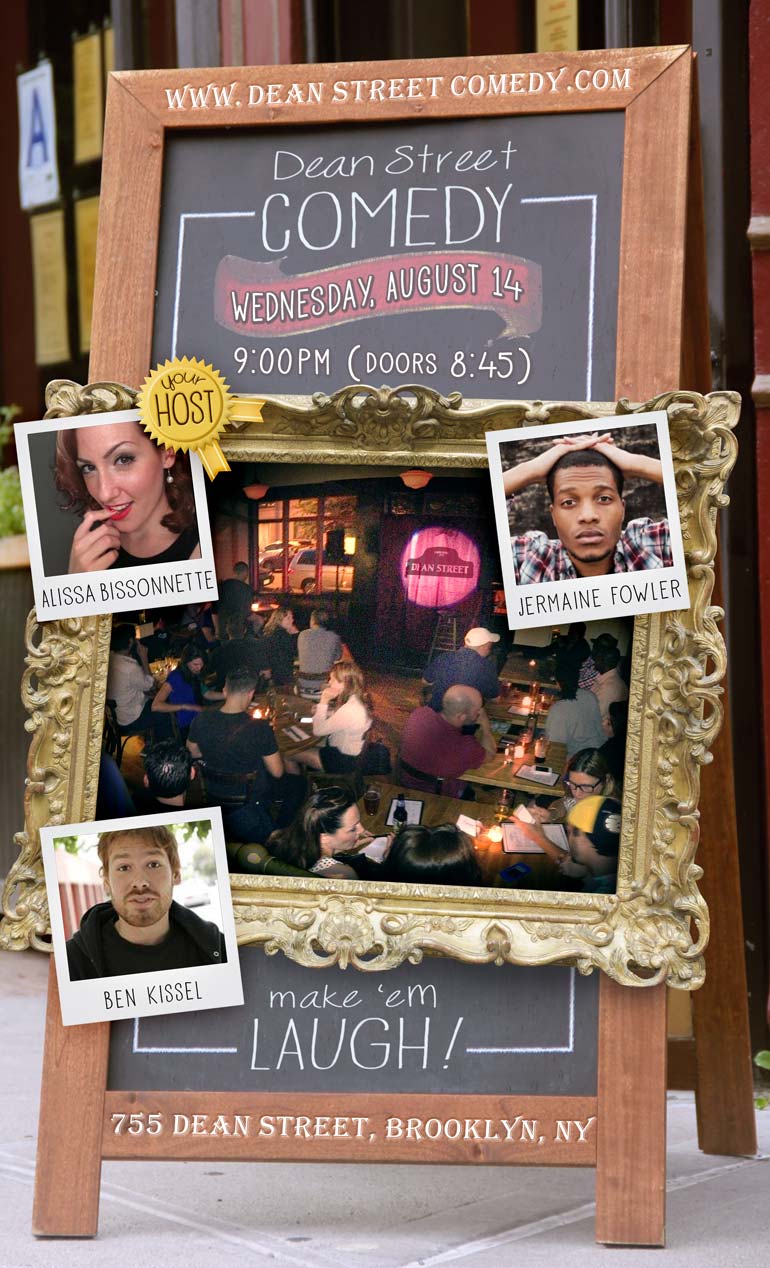 WWW. DEAN STREET COMEDY.COM
A
Dean Street
COMEDY
WEDNESDAY, AUGUST 14
9:00PM (DOORS 8:45)
your
HOST
ALISSA BISSONNETTE
DEAN STREET
JERMAINE FOWLER
BEN KISSEL
make 'em
LAUGH!
755 DEAN STREET, BROOKLYN, NY